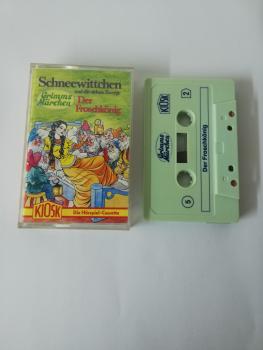 Schneewittchen
und die sieben Zwerge
Grimms
Märchen
Der
Froschkönig
KIOSK
Die Hörspiel-Cassette
KIOSK
2
Grimms
Märchen
Der Froschkönig
5